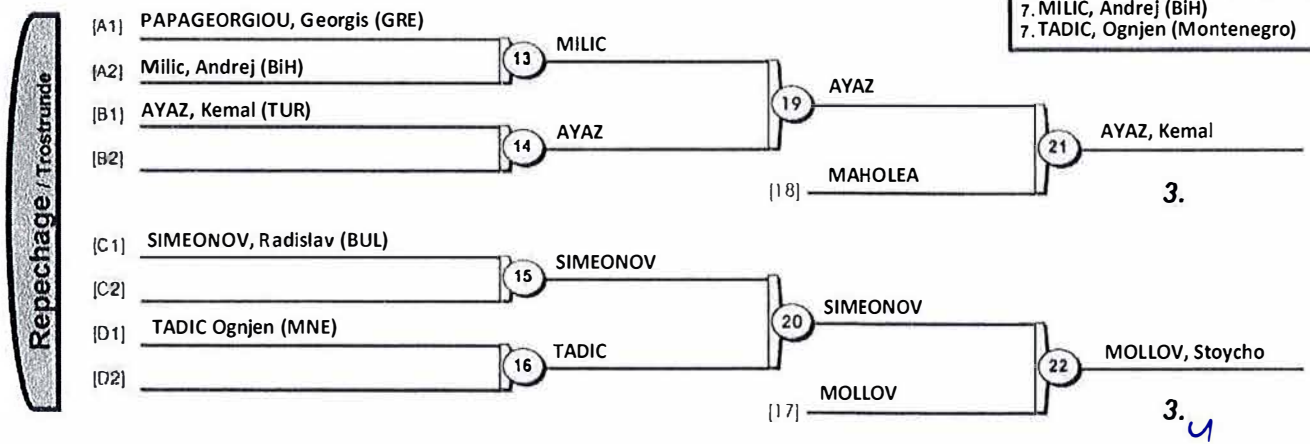 7. MILIC, Andrej (BiH)
7. TADIC, Ognjen (Montenegro)
Repechage / Trostrunde
[A1] PAPAGEORGIOU, Georgis (GRE)
[A2] Milic, Andrej (BiH)
13
MILIC
[B1] AYAZ, Kemal (TUR)
[B2]
14
AYAZ
19
AYAZ
[18] MAHOLEA
21
AYAZ, Kemal
3.
[C1] SIMEONOV, Radislav (BUL)
[C2]
15
SIMEONOV
[D1] TADIC Ognjen (MNE)
[D2]
16
TADIC
20
SIMEONOV
[17] MOLLOV
22
MOLLOV, Stoycho
3.